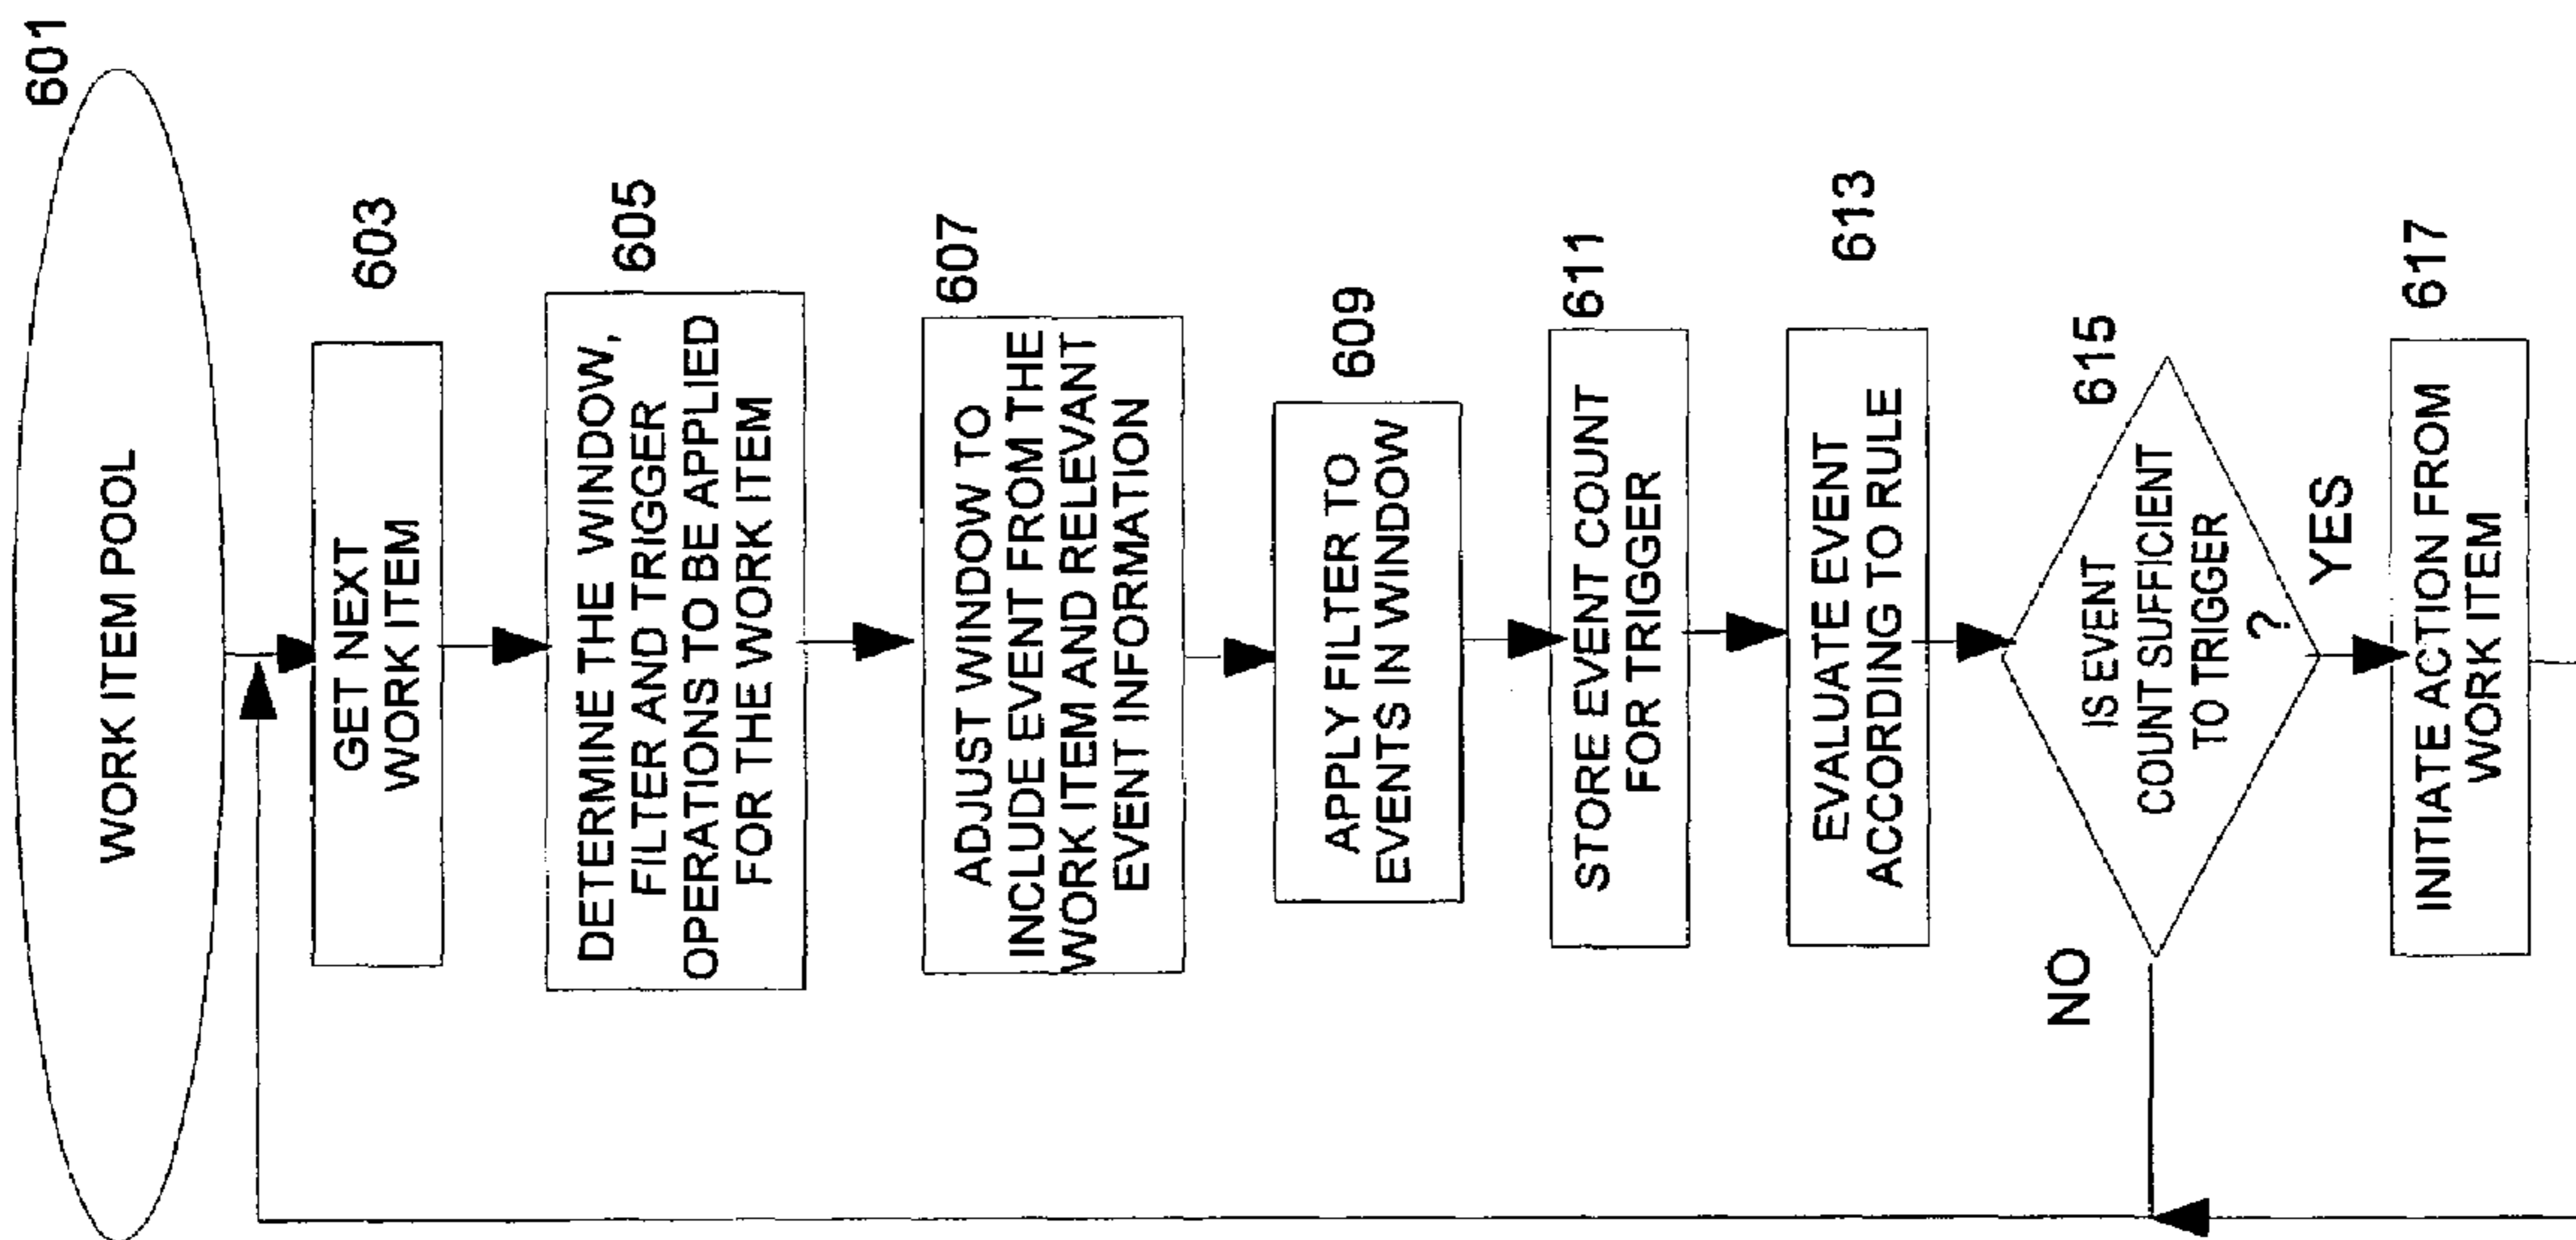 601
WORK ITEM POOL
603
GET NEXT
WORK ITEM
605
DETERMINE THE WINDOW,
FILTER AND TRIGGER
OPERATIONS TO BE APPLIED
FOR THE WORK ITEM
607
ADJUST WINDOW TO
INCLUDE EVENT FROM THE
WORK ITEM AND RELEVANT
EVENT INFORMATION
609
APPLY FILTER TO
EVENTS IN WINDOW
611
STORE EVENT COUNT
FOR TRIGGER
613
EVALUATE EVENT
ACCORDING TO RULE
615
IS EVENT
COUNT SUFFICIENT
TO TRIGGER
?
NO
YES
617
INITIATE ACTION FROM
WORK ITEM